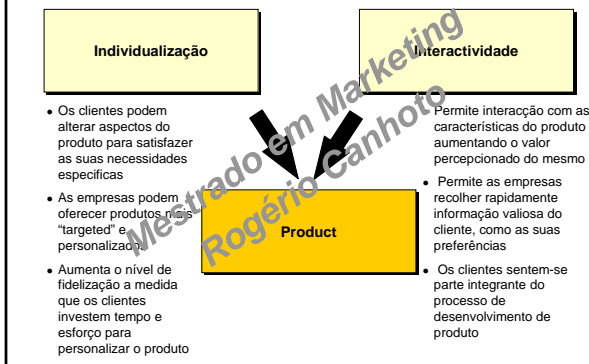 Individualização
Interactividade
• Os clientes podem
alterar aspectos do
produto para satisfazer
as suas necessidades
especificas
• As empresas podem
oferecer produtos mais
“targeted” e
personalizados
• Aumenta o nível de
fidelização a medida
que os clientes
investem tempo e
esforço para
personalizar o produto
Product
• Permite interacção com as
características do produto
aumentando o valor
percepcionado do mesmo
• Permite as empresas
recolher rapidamente
informação valiosa do
cliente, como as suas
preferências
• Os clientes sentem-se
parte integrante do
processo de
desenvolvimento de
produto
Mestrado em Marketing
Rogério Canhoto